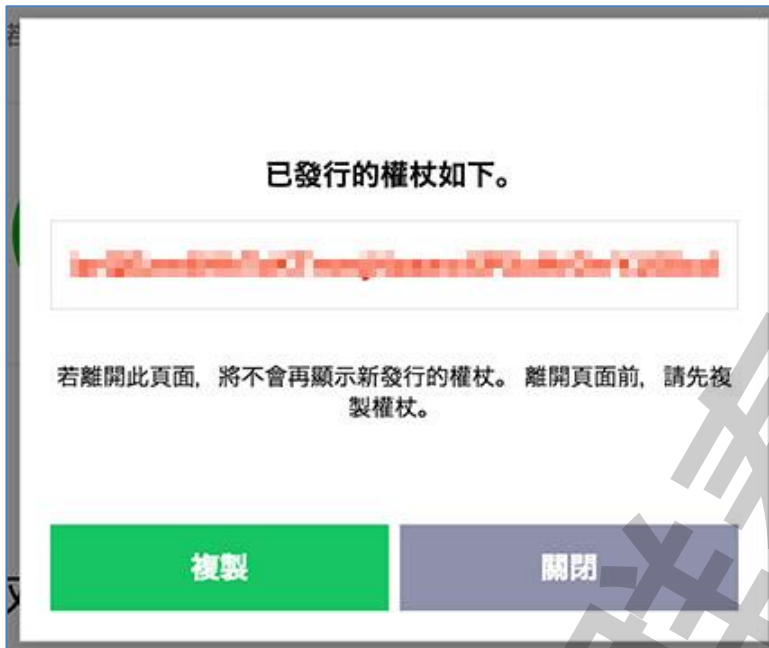 已發行的權杖如下。
若離開此頁面, 將不會再顯示新發行的權杖。 離開頁面前, 請先複
製權杖。
複製
關閉